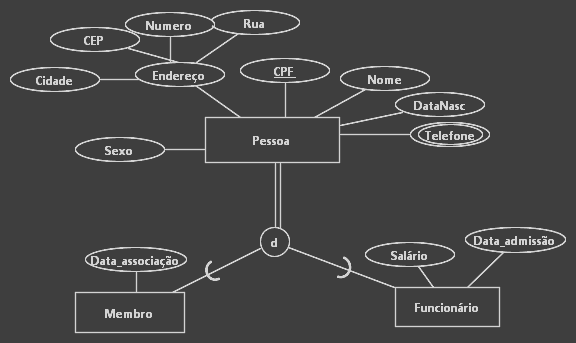 Numero
Rua
CEP
Cidade
Endereço
CPF
Nome
DataNasc
Telefone
Sexo
Pessoa
d
Data_associação
Salário
Data_admissão
Membro
Funcionário